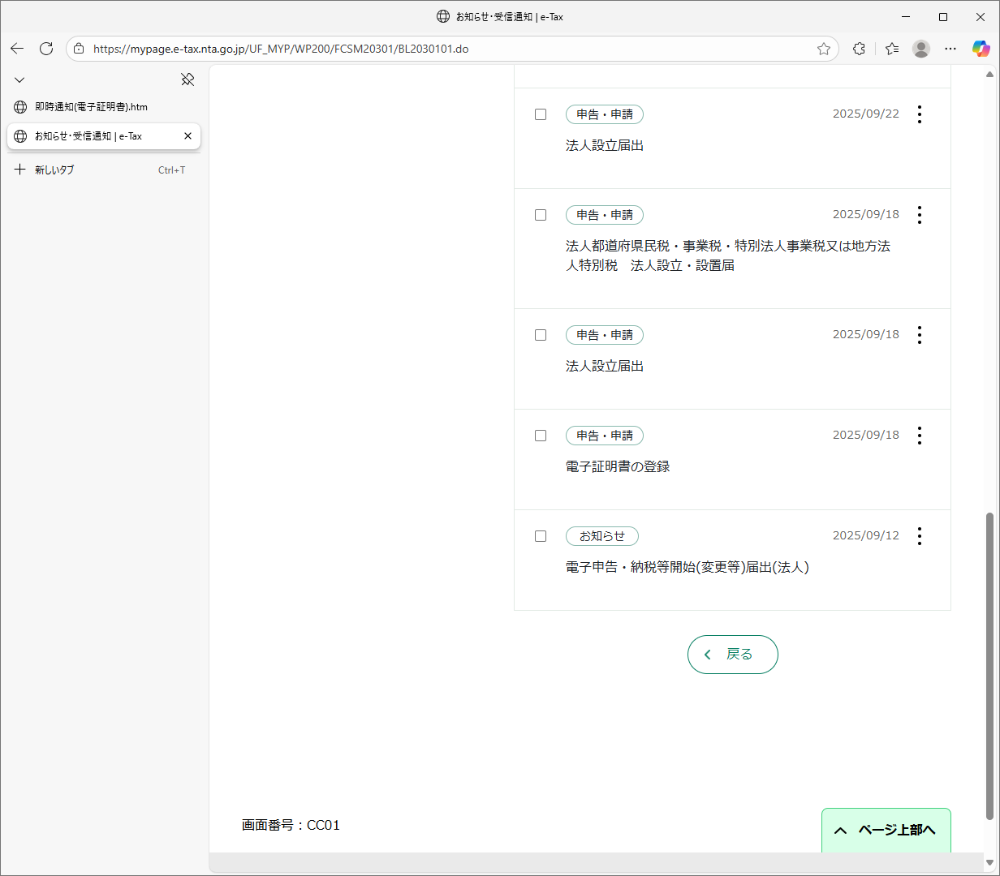 お知らせ・受信通知 | e-Tax
https://mypage.e-tax.nta.go.jp/UF_MYP/WP200/FCSM20301/BL2030101.do
即時通知(電子証明書).htm
お知らせ・受信通知 | e-Tax
新しいタブ Ctrl+T
申告・申請 2025/09/22
法人設立届出
申告・申請 2025/09/18
法人都道府県民税・事業税・特別法人事業税又は地方法
人特別税　法人設立・設置届
申告・申請 2025/09/18
法人設立届出
申告・申請 2025/09/18
電子証明書の登録
お知らせ 2025/09/12
電子申告・納税等開始(変更等)届出(法人)
戻る
画面番号：CC01
ページ上部へ